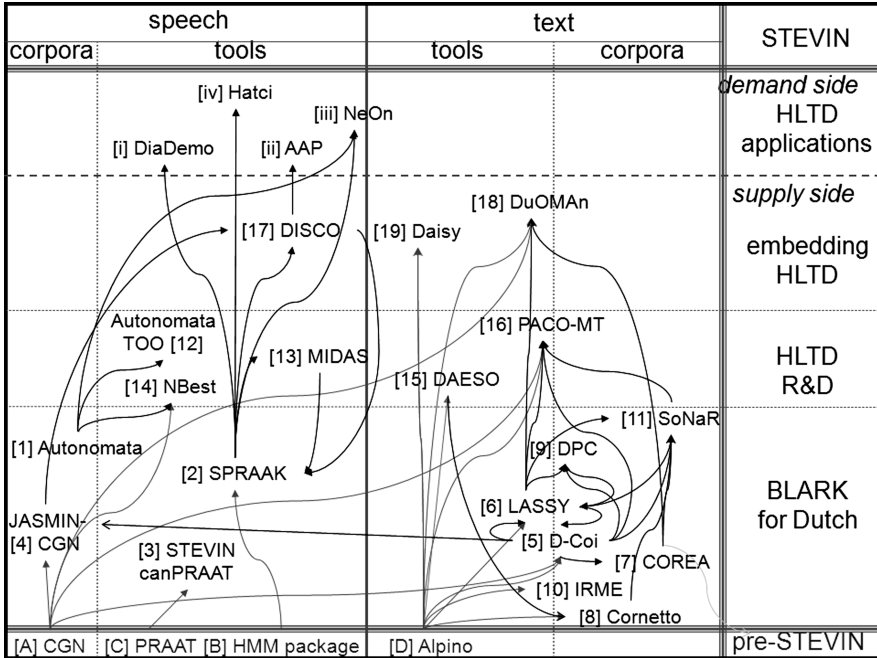 speech
text
STEVIN
corpora
tools
tools
corpora
demand side
HLTD
applications
[iv] Hatci
[iii] NeOn
[i] DiaDemo
[ii] AAP
supply side
[18] DuOMAn
[17] DISCO
[19] Daisy
embedding
HLTD
Autonomata
TOO [12]
[16] PACO-MT
[13] MIDAS
HLTD
R&D
[14] NBest
[15] DAESO
[11] SoNaR
[1] Autonomata
[9] DPC
[2] SPRAAK
BLARK
for Dutch
[6] LASSY
JASMIN-
[4] CGN
[5] D-Coi
[3] STEVIN
canPRAAT
[7] COREA
[10] IRME
[8] Cornetto
pre-STEVIN
[A] CGN
[C] PRAAT
[B] HMM package
[D] Alpino